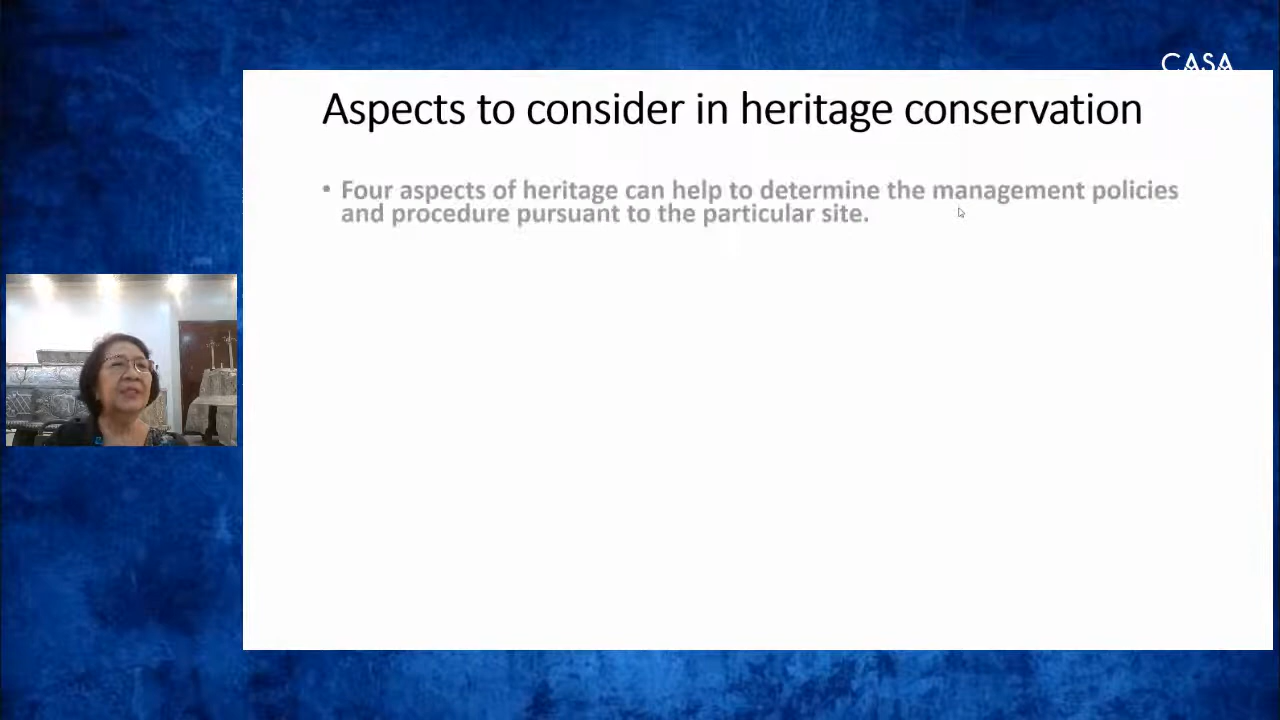 CASA
Aspects to consider in heritage conservation
• Four aspects of heritage can help to determine the management policies
and procedure pursuant to the particular site.